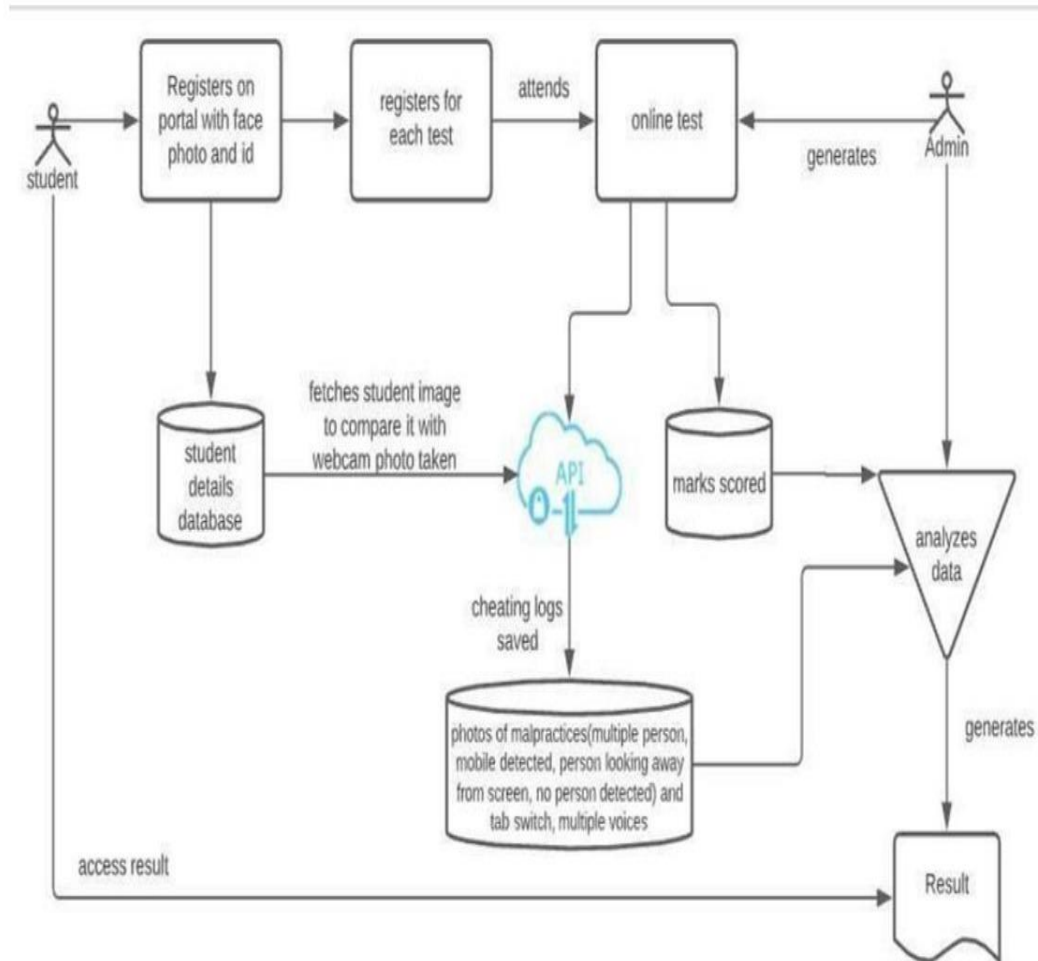 Registers on
portal with face
photo and id
registers for
each test
attends
online test
generates
Admin
student
fetches student image
to compare it with
webcam photo taken
student
details
database
API
marks scored
analyzes
data
cheating logs
saved
photos of malpractices(multiple person,
mobile detected, person looking away
from screen, no person detected) and
tab switch, multiple voices
generates
access result
Result